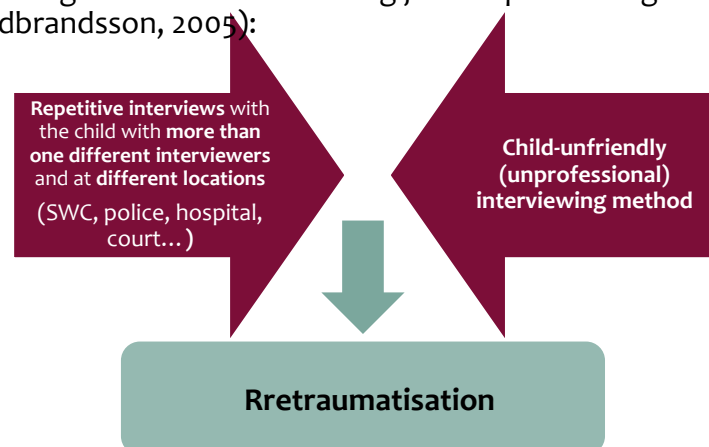 dbrandsson, 2005):
Repetitive interviews with
the child with more than
one different interviewers
and at different locations
(SWC, police, hospital,
court…)
Child-unfriendly
(unprofessional)
interviewing method
Rretraumatisation